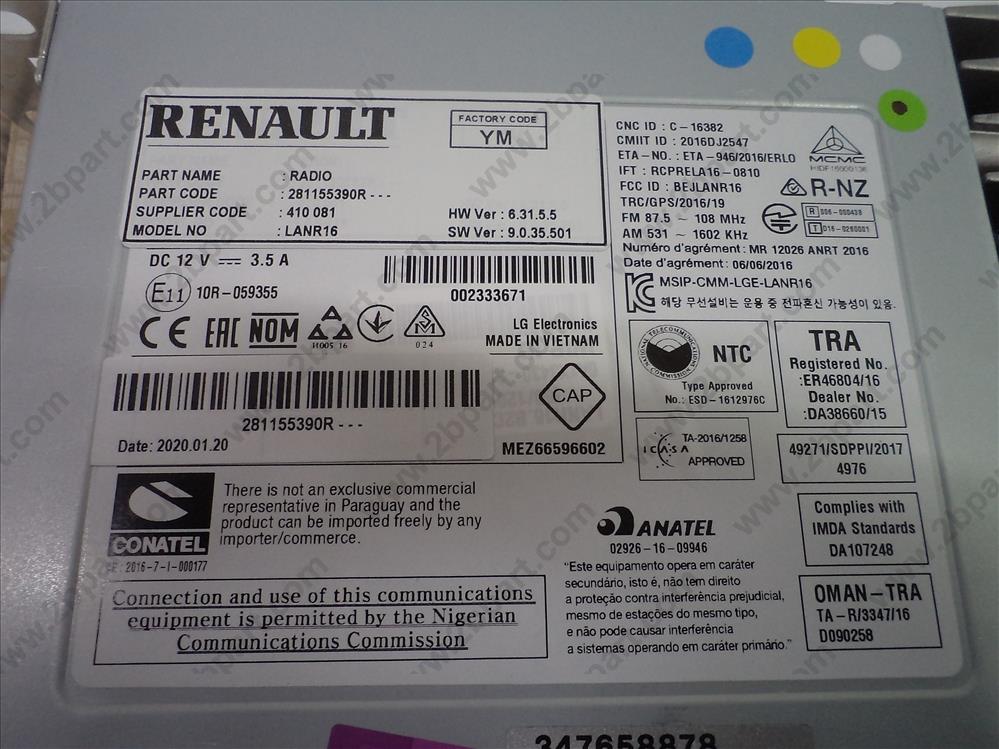 RENAULT
FACTORY CODE
YM
PART NAME : RADIO
PART CODE : 281155390R ---
SUPPLIER CODE : 410 081
MODEL NO : LANR16
HW Ver : 6.31.5.5
SW Ver : 9.0.35.501
CNC ID : C-16382
CMIIT ID : 2016DJ2547
ETA-NO. : ETA-946/2016/ERLO
IFT : RCPRELA16-0810
FCC ID : BEJLANR16
TRC/GPS/2016/19
FM 87.5 ~ 108 MHz
AM 531 ~ 1602 KHz
Numéro d'agrément: MR 12026 ANRT 2016
Date d'agrément: 06/06/2016
MCMC
R-NZ
R 006-000438
T D16-0260001
MSIP-CMM-LGE-LANR16
해당 무선설비는 운용 중 전파혼신 가능성이 있음.
DC 12 V 3.5 A
E11 10R-059355
002333671
CE EAC NOM
024
LG Electronics
MADE IN VIETNAM
281155390R ---
Date: 2020.01.20
CAP
MEZ66596602
NATIONAL TELECOMMUNICATIONS COMMISSION
NTC
Type Approved
No.: ESD-1612976C
TRA
Registered No.
:ER46804/16
Dealer No.
:DA38660/15
ICASA
TA-2016/1258
APPROVED
49271/SDPPI/2017
4976
CONATEL
2016-7-I-000177
There is not an exclusive commercial
representative in Paraguay and the
product can be imported freely by any
importer/commerce.
ANATEL
02926-16-09946
"Este equipamento opera em caráter
secundário, isto é, não tem direito
a proteção contra interferência prejudicial,
mesmo de estações do mesmo tipo,
e não pode causar interferência
a sistemas operando em caráter primário."
Complies with
IMDA Standards
DA107248
OMAN-TRA
TA-R/3347/16
D090258
Connection and use of this communications
equipment is permitted by the Nigerian
Communications Commission
347658878
www.2bpart.com